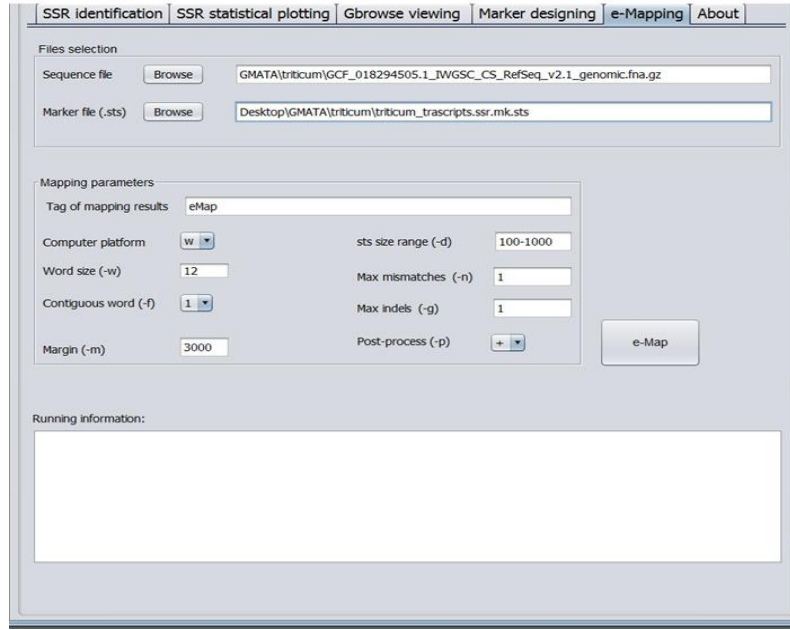 SSR identification SSR statistical plotting Gbrowse viewing Marker designing e-Mapping About
Files selection
Sequence file Browse GMATA\triticum\GCF_018294505.1_IWGSC_CS_RefSeq_v2.1_genomic.fna.gz
Marker file (.sts) Browse Desktop\GMATA\triticum\triticum_trascripts.ssr.mk.sts
Mapping parameters
Tag of mapping results eMap
Computer platform w sts size range (-d) 100-1000
Word size (-w) 12 Max mismatches (-n) 1
Contiguous word (-f) 1 Max indels (-g) 1
Margin (-m) 3000 Post-process (-p) + e-Map
Running information: